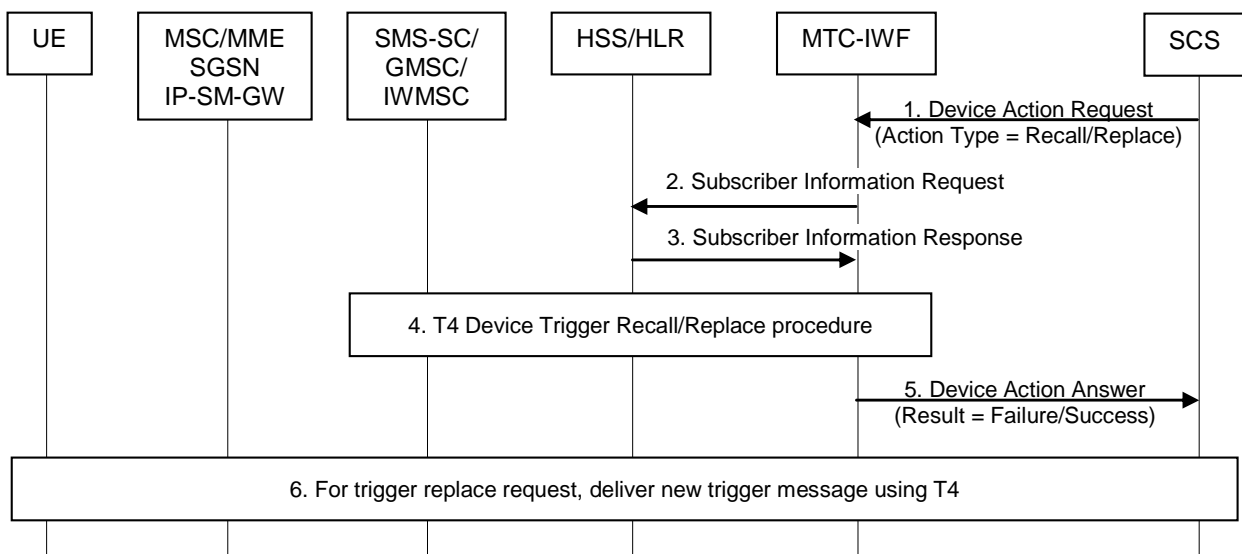 UE
MSC/MME
SGSN
IP-SM-GW
SMS-SC/
GMSC/
IWMSC
HSS/HLR
MTC-IWF
SCS
1. Device Action Request
(Action Type = Recall/Replace)
2. Subscriber Information Request
3. Subscriber Information Response
4. T4 Device Trigger Recall/Replace procedure
5. Device Action Answer
(Result = Failure/Success)
6. For trigger replace request, deliver new trigger message using T4